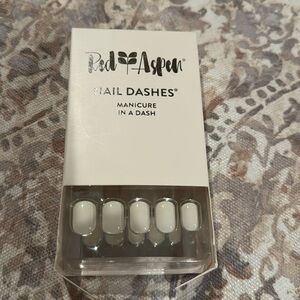 Red Aspen
NAIL DASHES®
MANICURE
IN A DASH